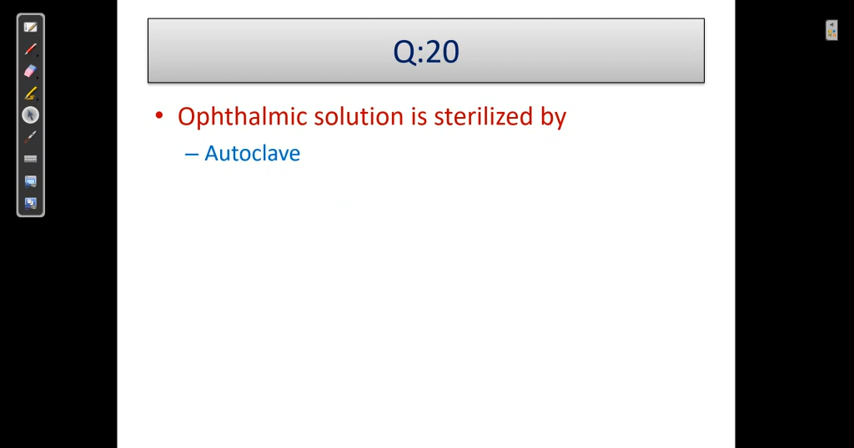 Q:20
• Ophthalmic solution is sterilized by
– Autoclave